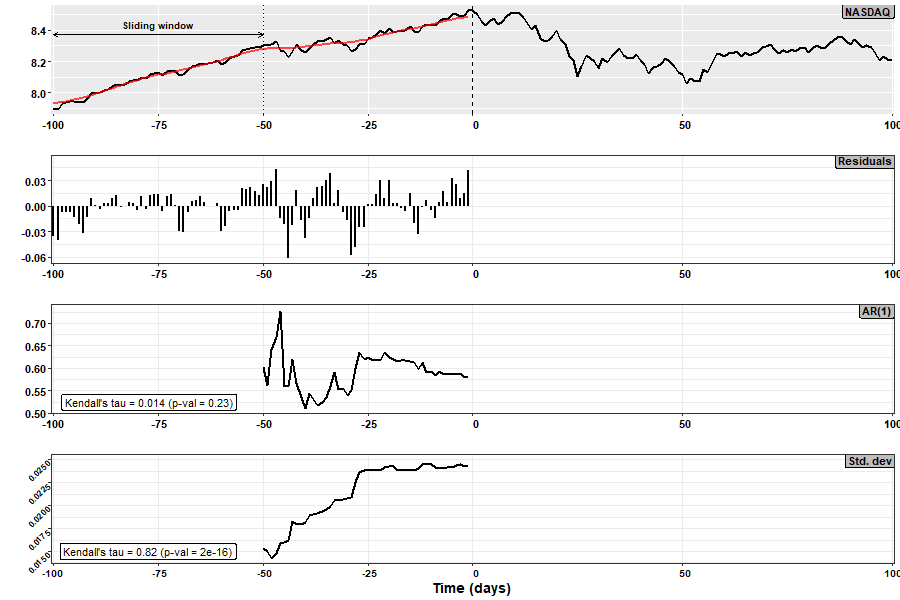 NASDAQ
Sliding window
8.4
8.2
8.0
-100 -75 -50 -25 0 50 100
Residuals
0.03
0.00
-0.03
-0.06
-100 -75 -50 -25 0 50 100
AR(1)
0.70
0.65
0.60
0.55
0.50
Kendall's tau = 0.014 (p-val = 0.23)
-100 -75 -50 -25 0 50 100
Std. dev
0.0250
0.0225
0.0200
0.0175
0.0150
Kendall's tau = 0.82 (p-val = 2e-16)
-100 -75 -50 -25 0 50 100
Time (days)